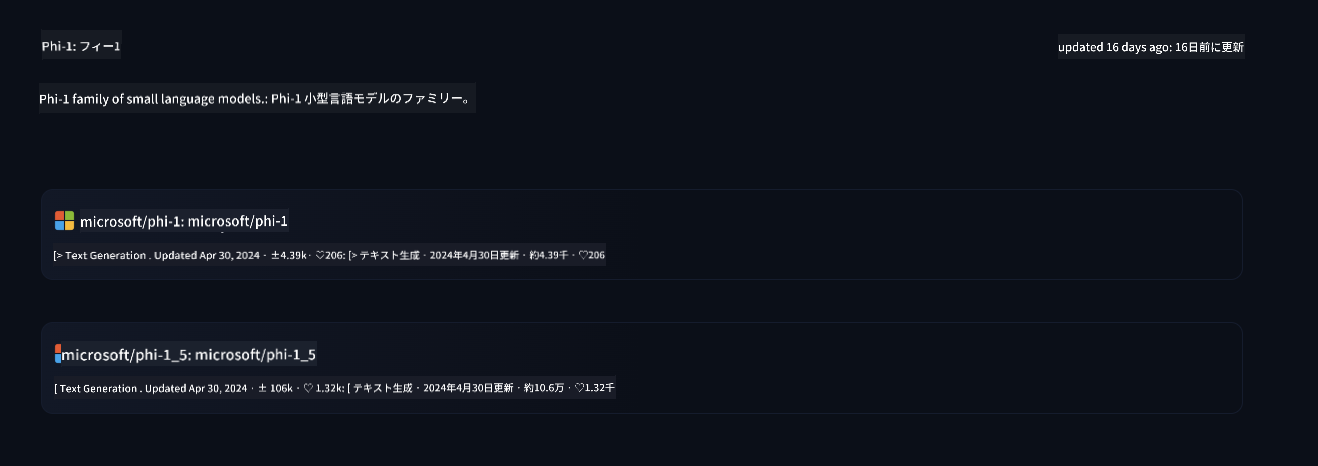 Phi-1: フィー1
updated 16 days ago: 16日前に更新
Phi-1 family of small language models.: Phi-1 小型言語モデルのファミリー。
microsoft/phi-1: microsoft/phi-1
[> Text Generation . Updated Apr 30, 2024 · ±4.39k · ♡206: [> テキスト生成 · 2024年4月30日更新 · 約4.39千 · ♡206
microsoft/phi-1_5: microsoft/phi-1_5
[ Text Generation . Updated Apr 30, 2024 · ± 106k · ♡ 1.32k: [ テキスト生成 · 2024年4月30日更新 · 約10.6万 · ♡1.32千